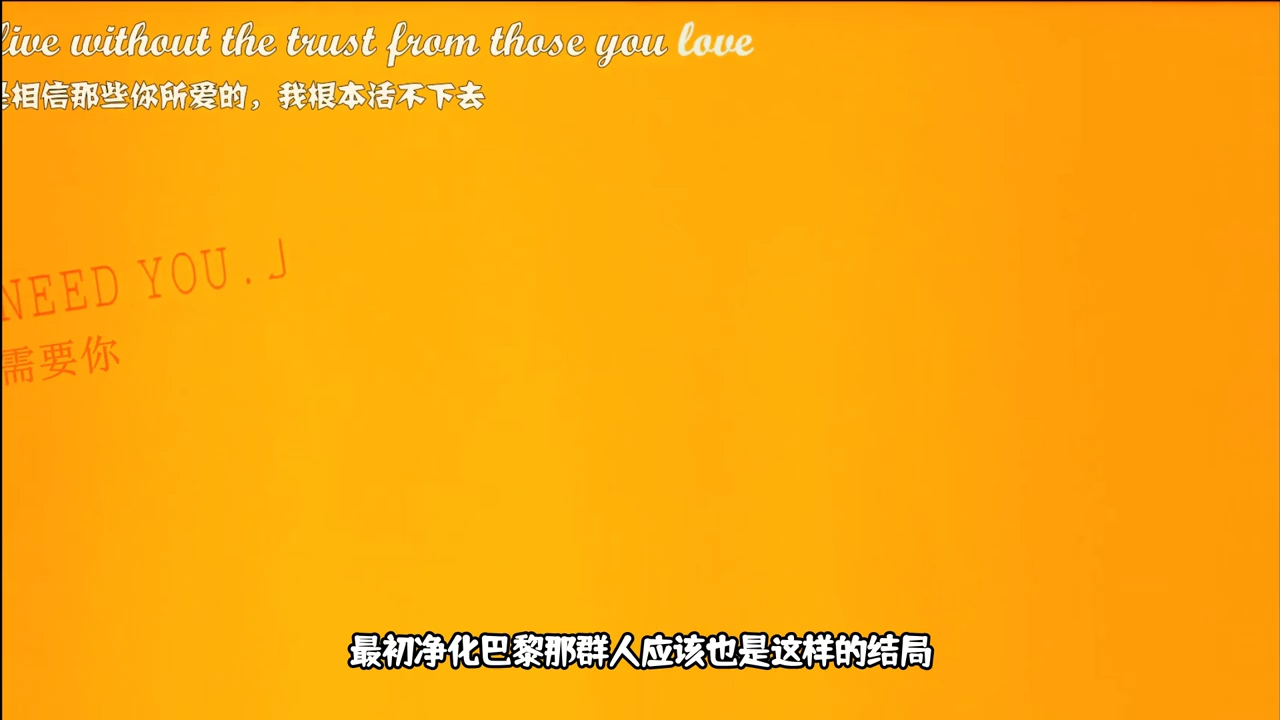 live without the trust from those you love
是相信那些你所爱的，我根本活不下去
NEED YOU.」
需要你
最初净化巴黎那群人应该也是这样的结局